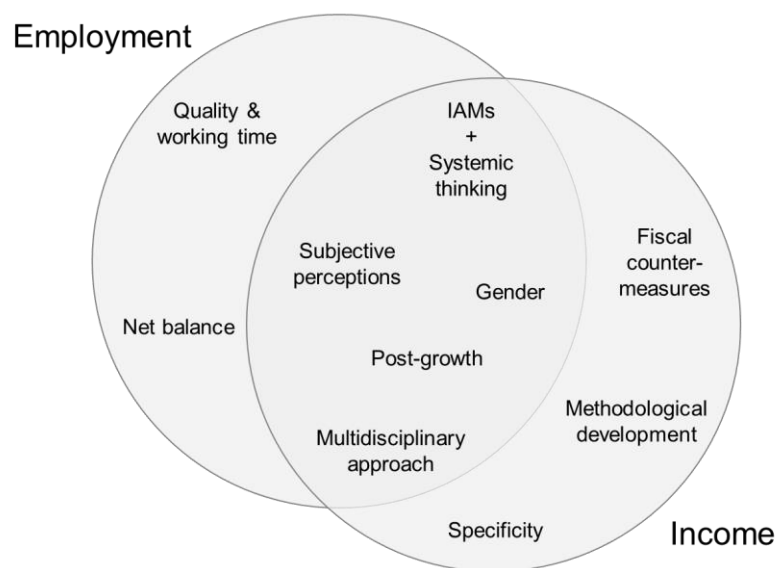 Employment
Quality &
working time
IAMs
+
Systemic
thinking
Subjective
perceptions
Fiscal
counter-
measures
Gender
Net balance
Post-growth
Methodological
development
Multidisciplinary
approach
Specificity
Income